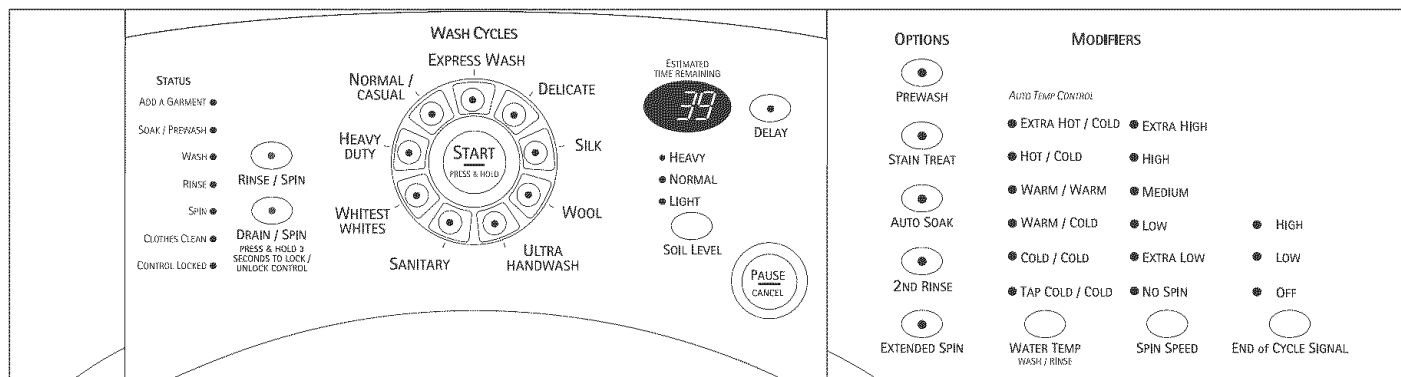 STATUS
ADD A GARMENT
SOAK / PREWASH
WASH
RINSE
SPIN
CLOTHES CLEAN
CONTROL LOCKED
RINSE / SPIN
DRAIN / SPIN
PRESS & HOLD 3
SECONDS TO LOCK /
UNLOCK CONTROL
WASH CYCLES
EXPRESS WASH
NORMAL /
CASUAL
DELICATE
HEAVY
DUTY
SILK
START
PRESS & HOLD
WHITEST
WHITES
WOOL
SANITARY
ULTRA
HANDWASH
ESTIMATED
TIME REMAINING
39
DELAY
HEAVY
NORMAL
LIGHT
SOIL LEVEL
PAUSE
CANCEL
OPTIONS
PREWASH
STAIN TREAT
AUTO SOAK
2ND RINSE
EXTENDED SPIN
MODIFIERS
AUTO TEMP CONTROL
EXTRA HOT / COLD
HOT / COLD
WARM / WARM
WARM / COLD
COLD / COLD
TAP COLD / COLD
WATER TEMP
WASH / RINSE
EXTRA HIGH
HIGH
MEDIUM
LOW
EXTRA LOW
NO SPIN
SPIN SPEED
HIGH
LOW
OFF
END of CYCLE SIGNAL